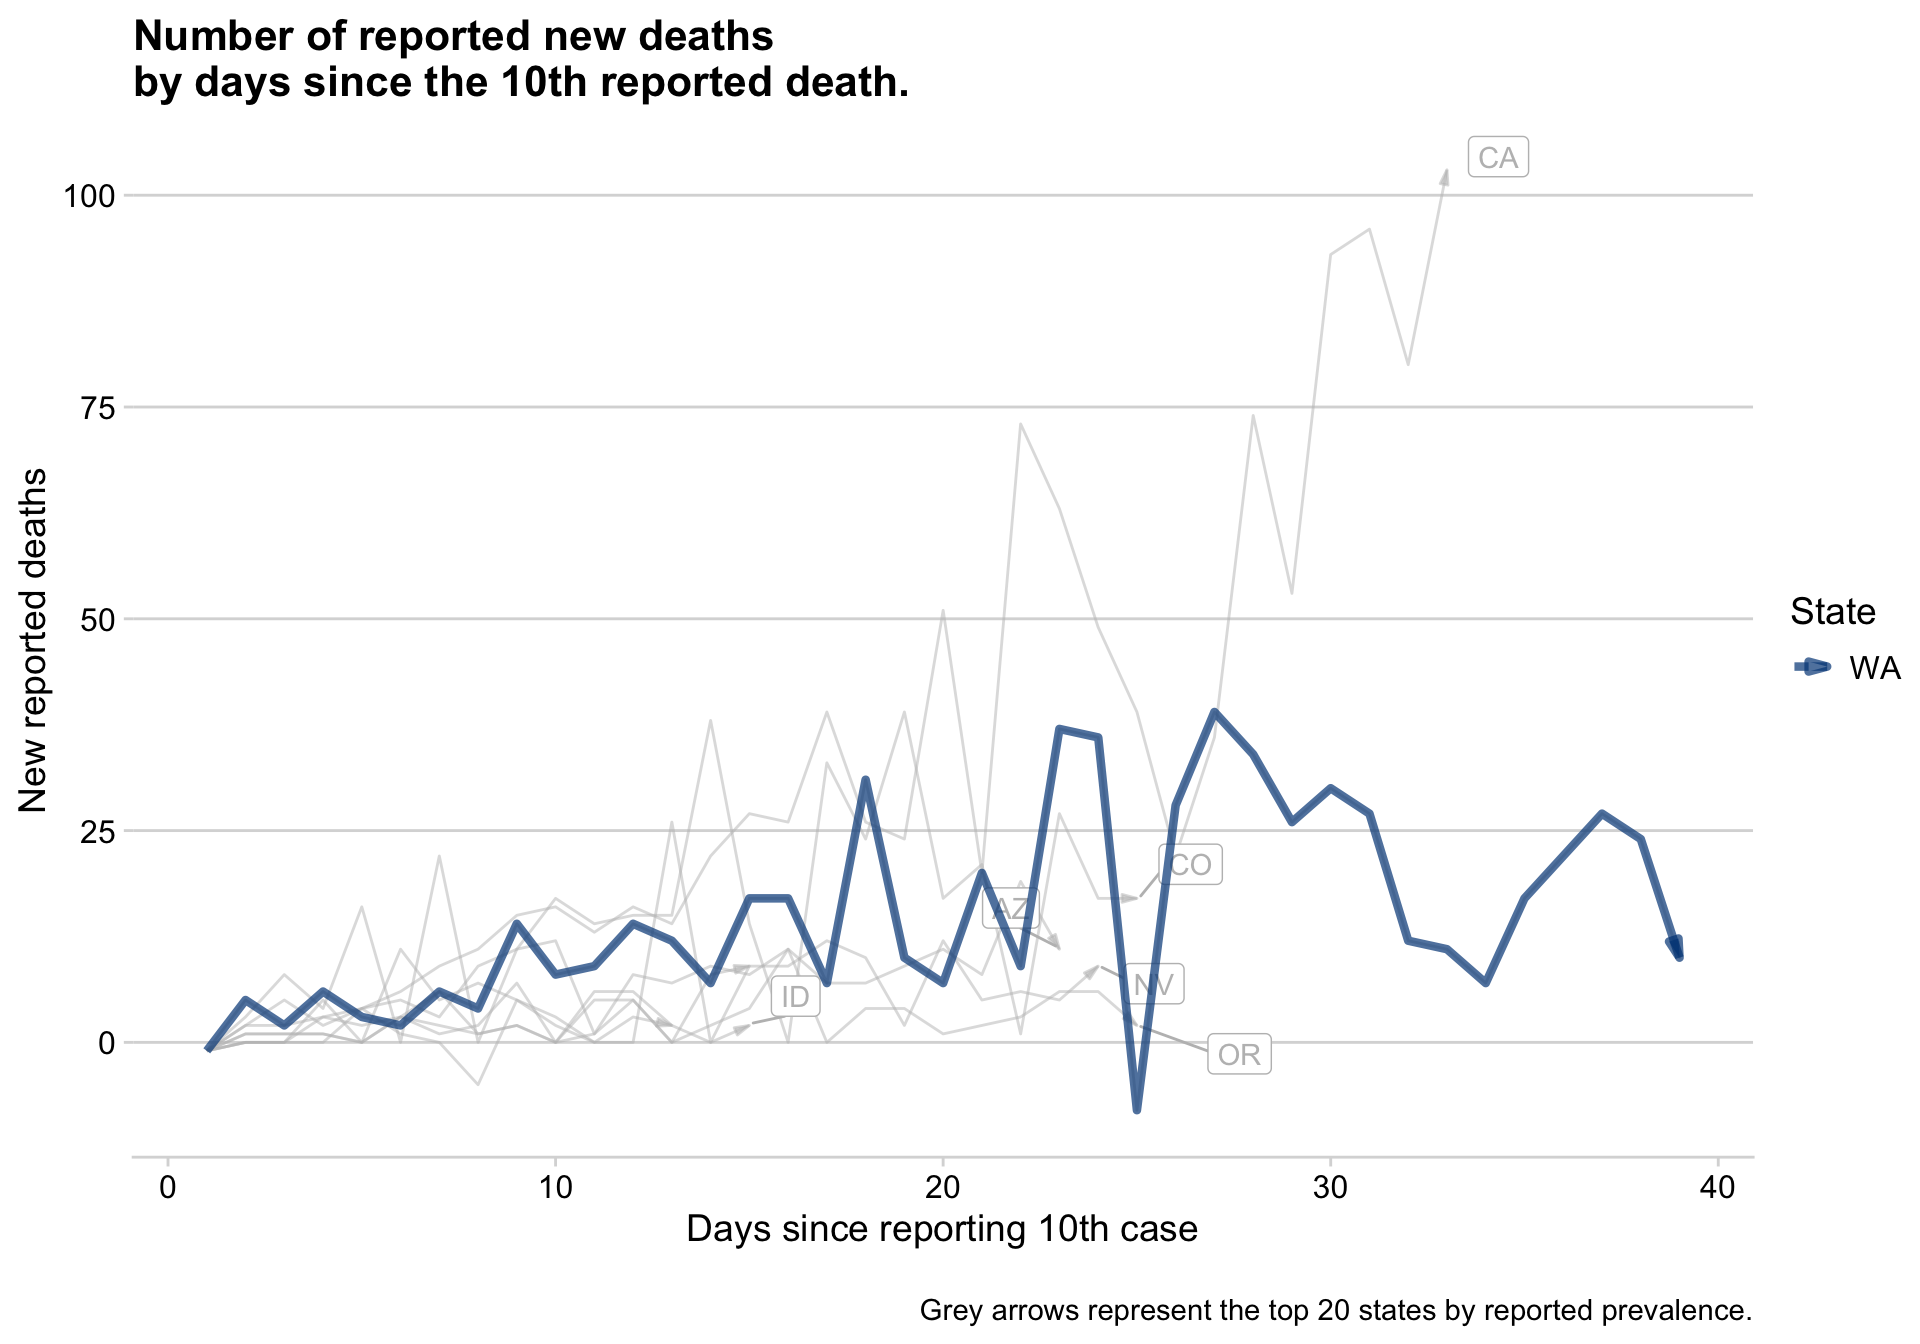 Number of reported new deaths
by days since the 10th reported death.
CA
100
75
50
25
0
New reported deaths
CO
AZ
NV
ID
OR
State
WA
0 10 20 30 40
Days since reporting 10th case
Grey arrows represent the top 20 states by reported prevalence.